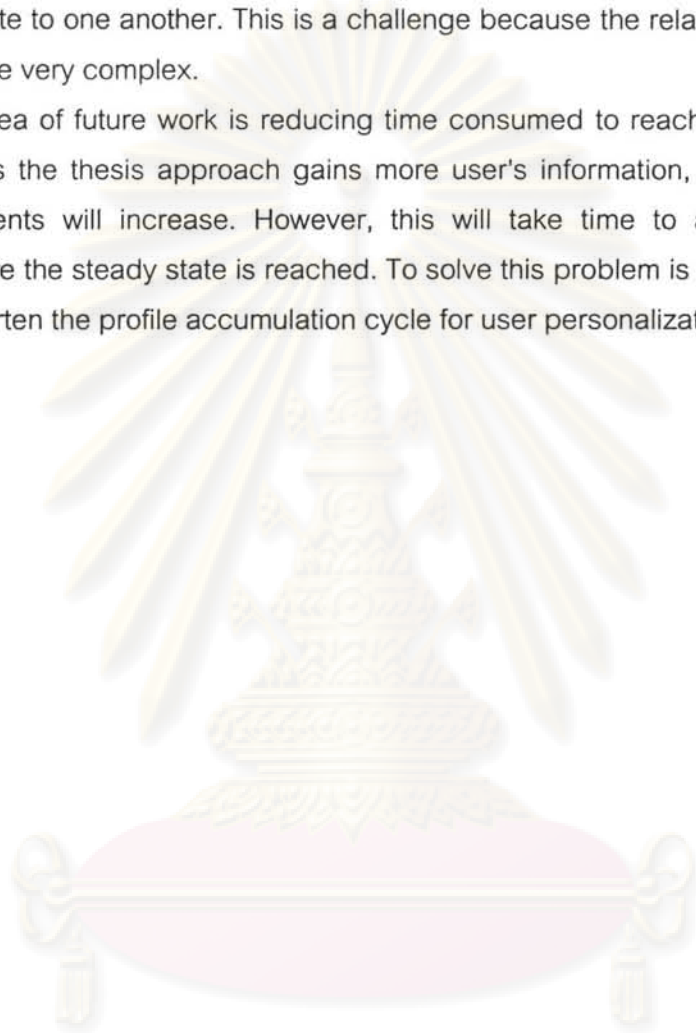 te to one another. This is a challenge because the rela
e very complex.
ea of future work is reducing time consumed to reach
s the thesis approach gains more user's information,
ents will increase. However, this will take time to a
e the steady state is reached. To solve this problem is
rten the profile accumulation cycle for user personalizat